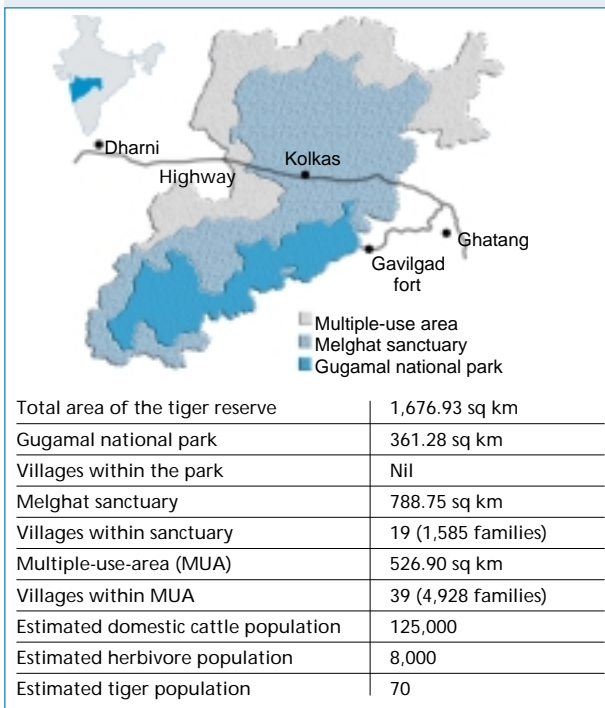 Dharni
Kolkas
Highway
Ghatang
Gavilgad
fort
Multiple-use area
Melghat sanctuary
Gugamal national park
Total area of the tiger reserve 1,676.93 sq km
Gugamal national park 361.28 sq km
Villages within the park Nil
Melghat sanctuary 788.75 sq km
Villages within sanctuary 19 (1,585 families)
Multiple-use-area (MUA) 526.90 sq km
Villages within MUA 39 (4,928 families)
Estimated domestic cattle population 125,000
Estimated herbivore population 8,000
Estimated tiger population 70